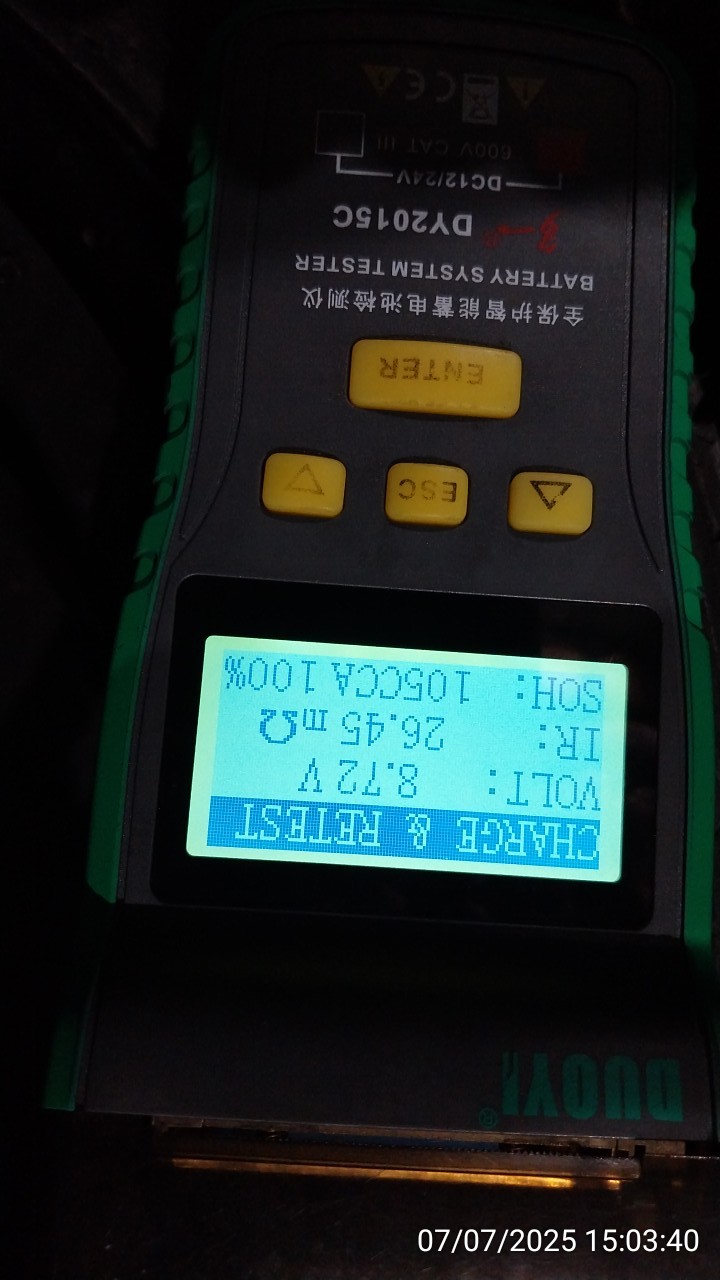 DUOYI®
CHARGE & RETEST
VOLT: 8.72 V
IR: 26.45 mΩ
SOH: 105CCA 100%
ESC
ENTER
全保护智能蓄电池检测仪
BATTERY SYSTEM TESTER
DY2015C
DC12/24V
600V CAT III
CE
07/07/2025 15:03:40